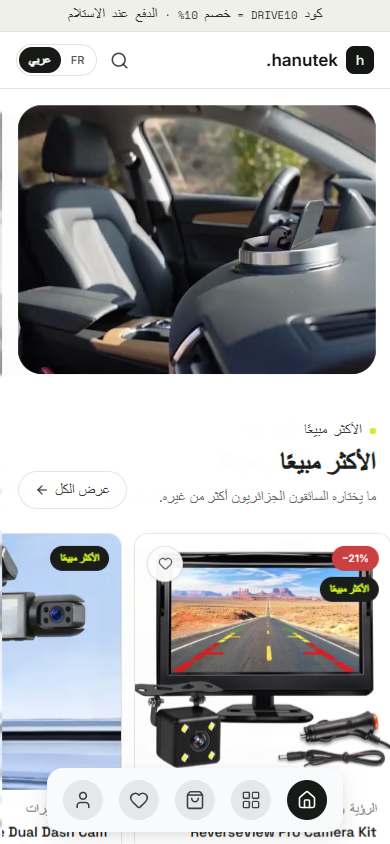 كود DRIVE10 = خصم 10% · الدفع عند الاستلام
hanutek.
h
FR
عربي
الأكثر مبيعًا
الأكثر مبيعًا
ما يختاره السائقون الجزائريون أكثر من غيره.
عرض الكل ←
−21%
الأكثر مبيعًا
الأكثر مبيعًا
الرؤية
ReverseView Pro Camera Kit
Dual Dash Cam